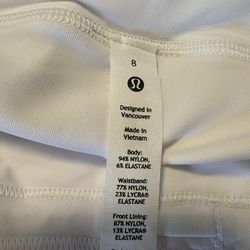 8
Designed in
Vancouver
Made in
Vietnam
Body:
94% NYLON,
6% ELASTANE
Waistband:
77% NYLON,
23% LYCRA®
ELASTANE
Front Lining:
87% NYLON,
13% LYCRA®
ELASTANE